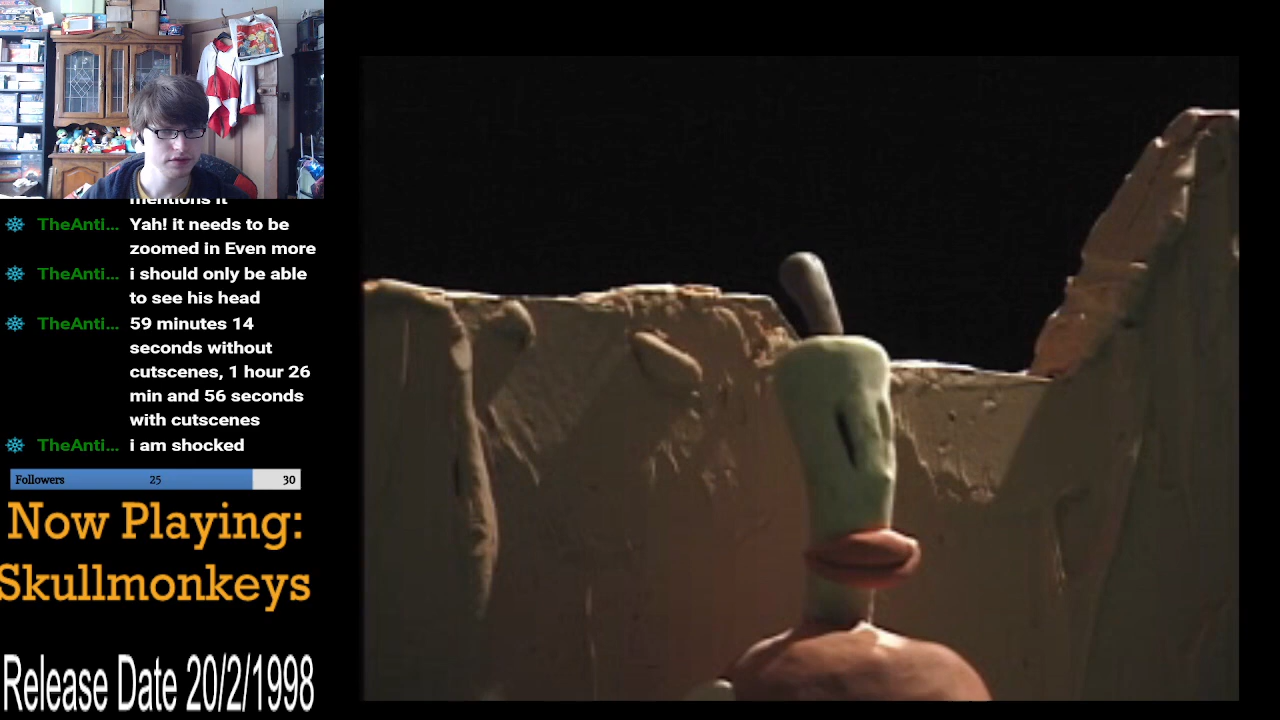 mentions it
TheAnti... Yah! it needs to be
zoomed in Even more
TheAnti... i should only be able
to see his head
TheAnti... 59 minutes 14
seconds without
cutscenes, 1 hour 26
min and 56 seconds
with cutscenes
TheAnti... i am shocked
Followers 25 30
Now Playing:
Skullmonkeys
Release Date 20/2/1998